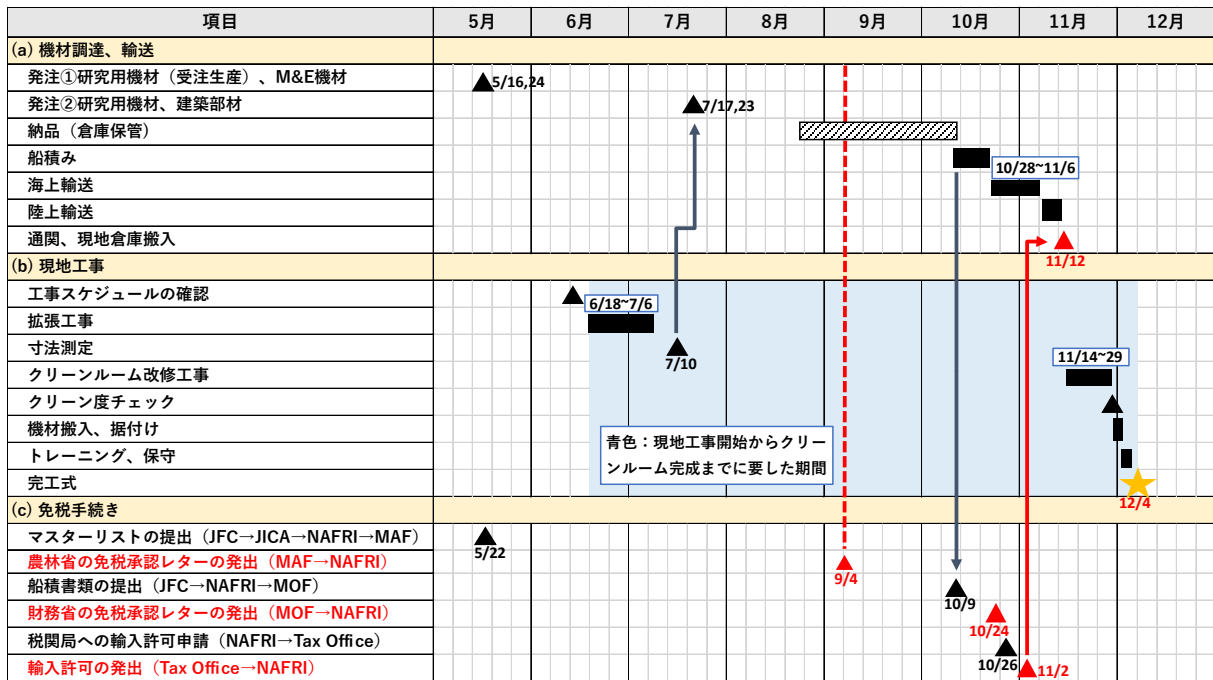 項目 5月 6月 7月 8月 9月 10月 11月 12月
(a) 機材調達、輸送
発注①研究用機材（受注生産）、M&E機材 5/16,24
発注②研究用機材、建築部材 7/17,23
納品（倉庫保管）
船積み
10/28~11/6
海上輸送
陸上輸送
通関、現地倉庫搬入
11/12
(b) 現地工事
工事スケジュールの確認
6/18~7/6
拡張工事
寸法測定
7/10
11/14~29
クリーンルーム改修工事
クリーン度チェック
機材搬入、据付け
青色：現地工事開始からクリー
トレーニング、保守
ンルーム完成までに要した期間
完工式
12/4
(c) 免税手続き
マスターリストの提出（JFC→JICA→NAFRI→MAF）
5/22
農林省の免税承認レターの発出（MAF→NAFRI）
9/4
船積書類の提出（JFC→NAFRI→MOF）
10/9
財務省の免税承認レターの発出（MOF→NAFRI）
10/24
税関局への輸入許可申請（NAFRI→Tax Office）
10/26
輸入許可の発出（Tax Office→NAFRI） 11/2